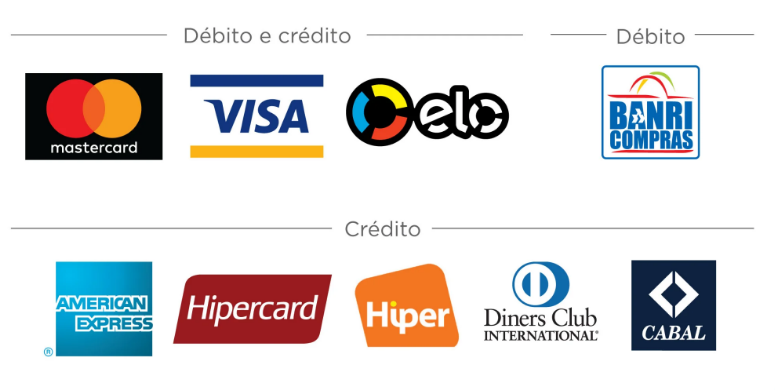 Débito e crédito
Débito
mastercard
VISA
elo
BANRI
COMPRAS
Crédito
AMERICAN
EXPRESS
®
Hipercard
Hiper
Diners Club
INTERNATIONAL®
CABAL